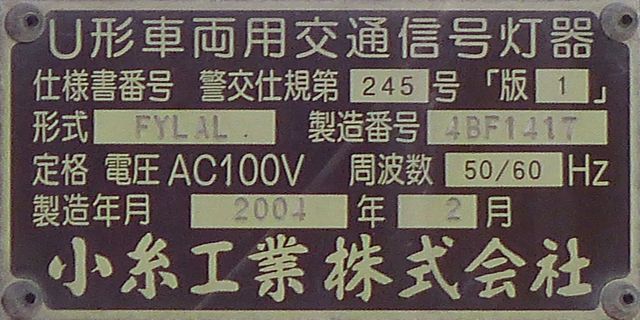 U形車両用交通信号灯器
仕様書番号 警交仕規第 245 号 「版 1 」
形式 FYLAL 製造番号 4BF1417
定格 電圧 AC100V 周波数 50/60 Hz
製造年月 2004 年 2 月
小糸工業株式会社